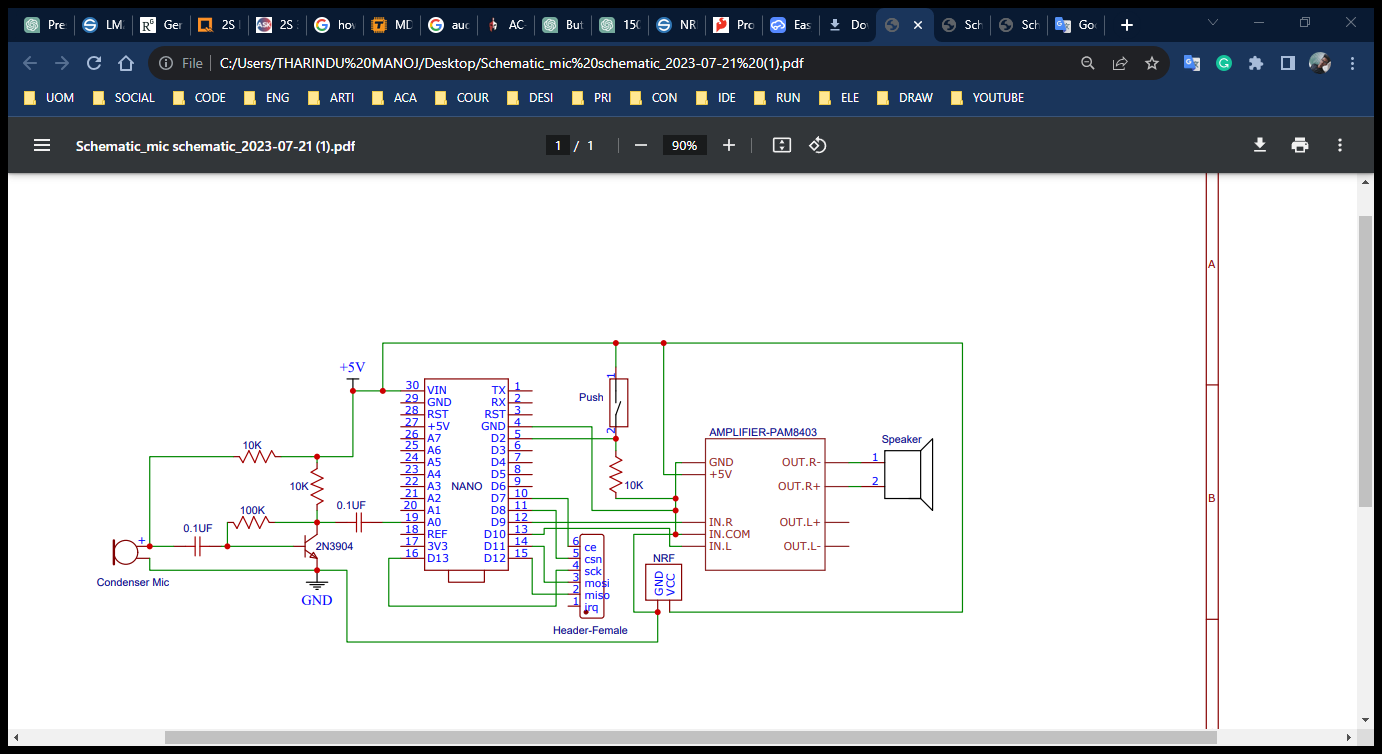 Pre LM Ger 2S 2S how MD auc AC- But 150 NRF Pro Eas Do Sch Sch Go
File C:/Users/THARINDU%20MANOJ/Desktop/Schematic_mic%20schematic_2023-07-21%20(1).pdf
UOM SOCIAL CODE ENG ARTI ACA COUR DESI PRI CON IDE RUN ELE DRAW YOUTUBE
Schematic_mic schematic_2023-07-21 (1).pdf 1 / 1 90%
A
B
+5V
10K
10K
100K
0.1UF
0.1UF
2N3904
+
Condenser Mic
GND
30 VIN TX 1
29 GND RX 2
28 RST RST 3
27 +5V GND 4
26 A7 D2 5
25 A6 D3 6
24 A5 D4 7
23 A4 D5 8
22 A3 NANO D6 9
21 A2 D7 10
20 A1 D8 11
19 A0 D9 12
18 REF D10 13
17 3V3 D11 14
16 D13 D12 15
1
Push
2
10K
AMPLIFIER-PAM8403
GND OUT.R-
+5V
OUT.R+
IN.R OUT.L+
IN.COM
IN.L OUT.L-
Speaker
1
2
6 ce
5 csn
4 sck
3 mosi
2 miso
1 irq
Header-Female
NRF
GND
VCC